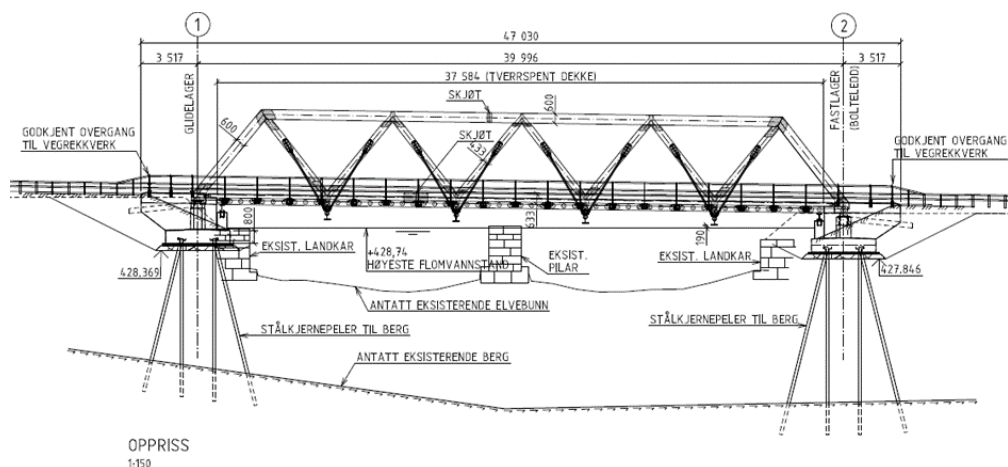 1
2
47 030
3 517
39 996
3 517
37 584 (TVERRSPENT DEKKE)
GLIDELAGER
FASTLAGER
(BOLTELEDD)
SKJØT
600
600
SKJØT
433
GODKJENT OVERGANG
TIL VEGREKKVERK
GODKJENT OVERGANG
TIL VEGREKKVERK
800
633
190
+428,74
HØYESTE FLOMVANNSTAND
EKSIST.
PILAR
EKSIST. LANDKAR
EKSIST. LANDKAR
428,369
427,846
ANTATT EKSISTERENDE ELVEBUNN
STÅLKJERNEPELER TIL BERG
STÅLKJERNEPELER TIL BERG
ANTATT EKSISTERENDE BERG
OPPRISS
1:150